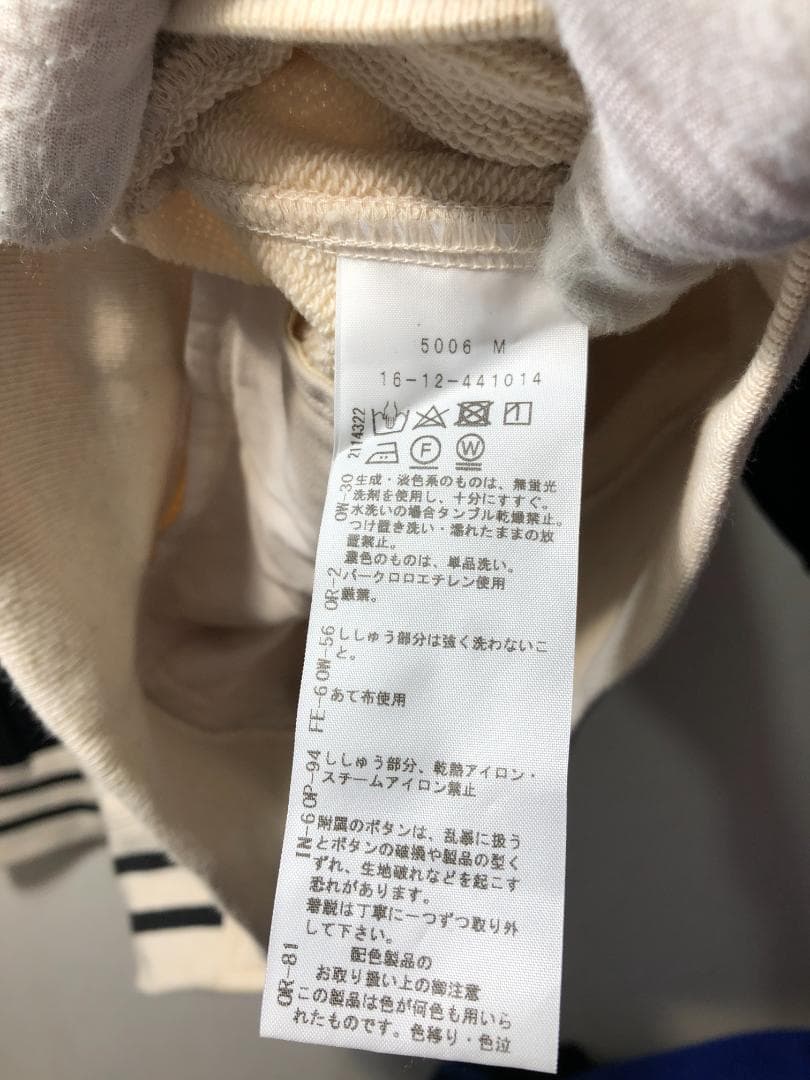 5006 M
16-12-441014
2114322
F W
OW-30 生成・淡色系のものは、無蛍光
洗剤を使用し、十分にすすぐ。
水洗いの場合タンブル乾燥禁止。
つけ置き洗い・濡れたままの放
置禁止。
濃色のものは、単品洗い。
OR-2 パークロロエチレン使用
厳禁。
OW-56 ししゅう部分は強く洗わないこ
と。
FE-6 あて布使用
OP-94 ししゅう部分、乾熱アイロン・
スチームアイロン禁止
IN-6 附属のボタンは、乱暴に扱う
とボタンの破損や製品の型く
ずれ、生地破れなどを起こす
恐れがあります。
着脱は丁寧に一つずつ取り外
して下さい。
OR-81 配色製品の
お取り扱い上の御注意
この製品は色が何色も用いら
れたものです。色移り・色泣